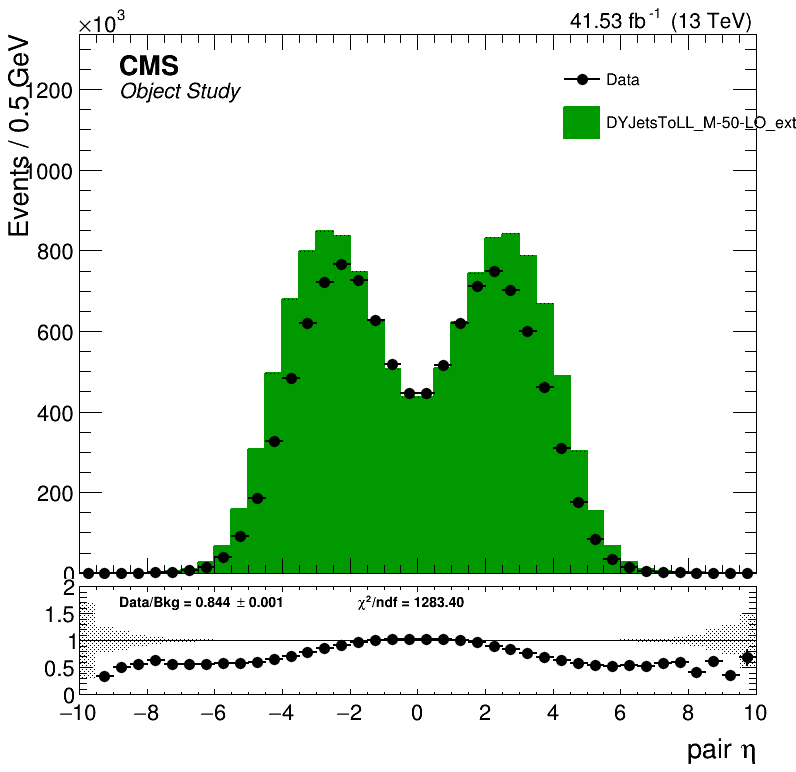 ×10³
41.53 fb⁻¹ (13 TeV)
CMS
Object Study
Data
DYJetsToLL_M-50-LO_ext
Events / 0.5 GeV
1200
1000
800
600
400
200
0
Data/Bkg = 0.844 ± 0.001
χ²/ndf = 1283.40
2
1.5
1
0.5
0
−10 −8 −6 −4 −2 0 2 4 6 8 10
pair η